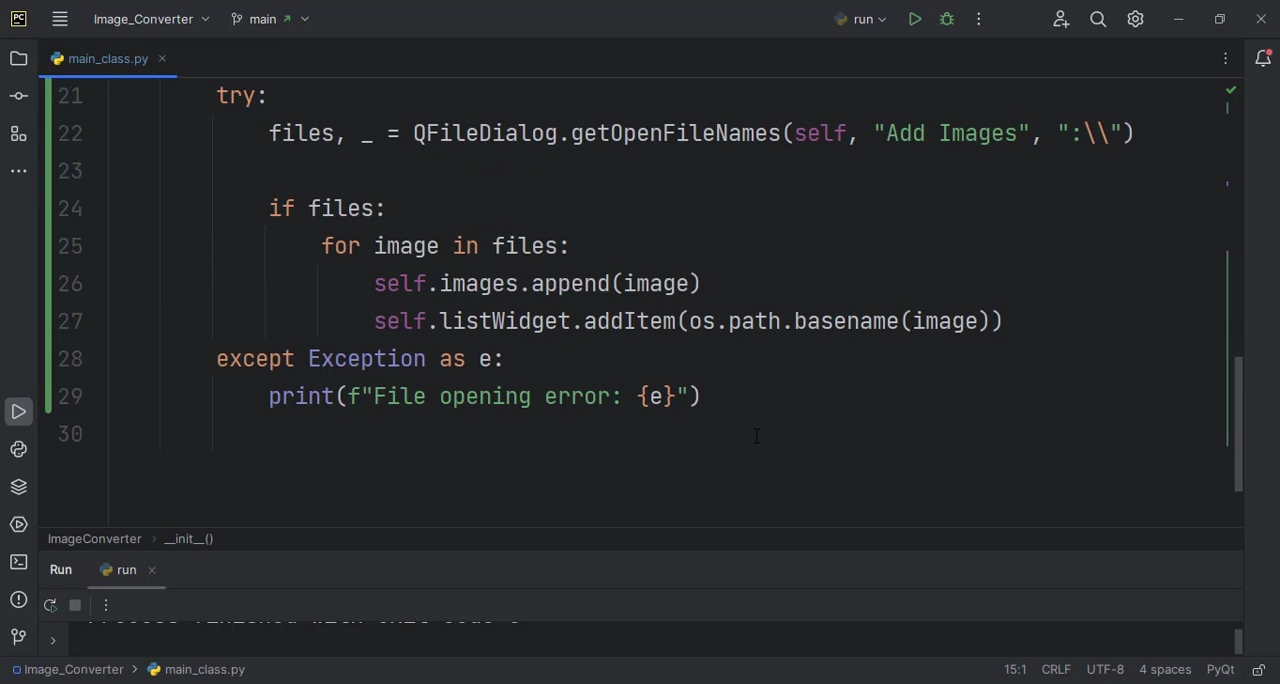 PC Image_Converter main run
main_class.py
21 try:
22 files, _ = QFileDialog.getOpenFileNames(self, "Add Images", ":\\")
23
24 if files:
25 for image in files:
26 self.images.append(image)
27 self.listWidget.addItem(os.path.basename(image))
28 except Exception as e:
29 print(f"File opening error: {e}")
30
ImageConverter > __init__()
Run run
Image_Converter > main_class.py 15:1 CRLF UTF-8 4 spaces PyQt